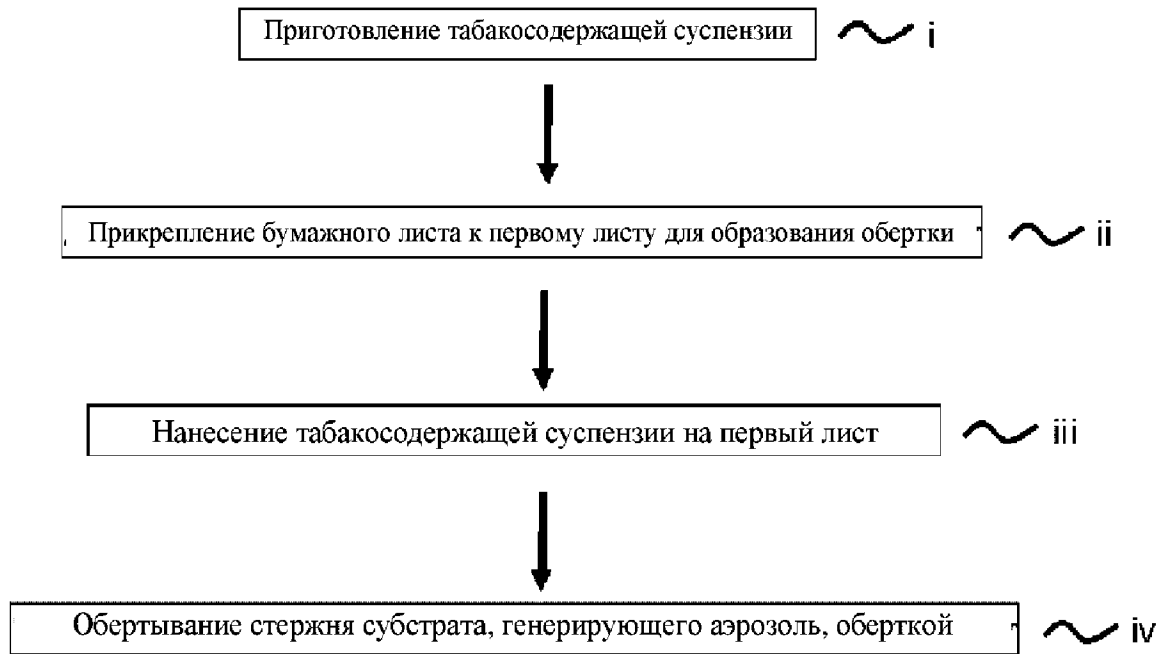 Приготовление табакосодержащей суспензии i
Прикрепление бумажного листа к первому листу для образования обертки ii
Нанесение табакосодержащей суспензии на первый лист iii
Обертывание стержня субстрата, генерирующего аэрозоль, оберткой iv